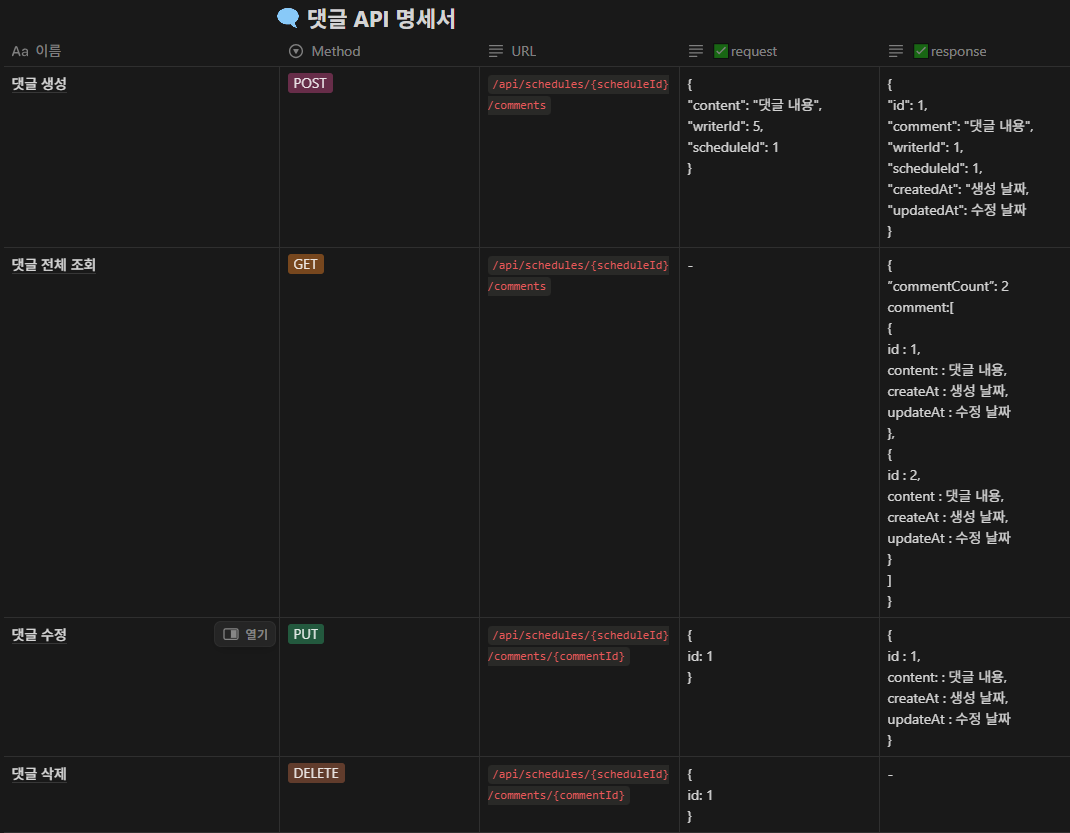 댓글 API 명세서
Aa 이름
Method
URL
request
response
댓글 생성
POST
/api/schedules/{scheduleId}
/comments
{
"content": "댓글 내용",
"writerId": 5,
"scheduleId": 1
}
{
"id": 1,
"comment": "댓글 내용",
"writerId": 1,
"scheduleId": 1,
"createdAt": "생성 날짜,
"updatedAt": 수정 날짜
}
댓글 전체 조회
GET
/api/schedules/{scheduleId}
/comments
-
{
"commentCount": 2
comment:[
{
id : 1,
content: : 댓글 내용,
createAt : 생성 날짜,
updateAt : 수정 날짜
},
{
id : 2,
content : 댓글 내용,
createAt : 생성 날짜,
updateAt : 수정 날짜
}
]
}
댓글 수정
열기
PUT
/api/schedules/{scheduleId}
/comments/{commentId}
{
id: 1
}
{
id : 1,
content: : 댓글 내용,
createAt : 생성 날짜,
updateAt : 수정 날짜
}
댓글 삭제
DELETE
/api/schedules/{scheduleId}
/comments/{commentId}
{
id: 1
}
-